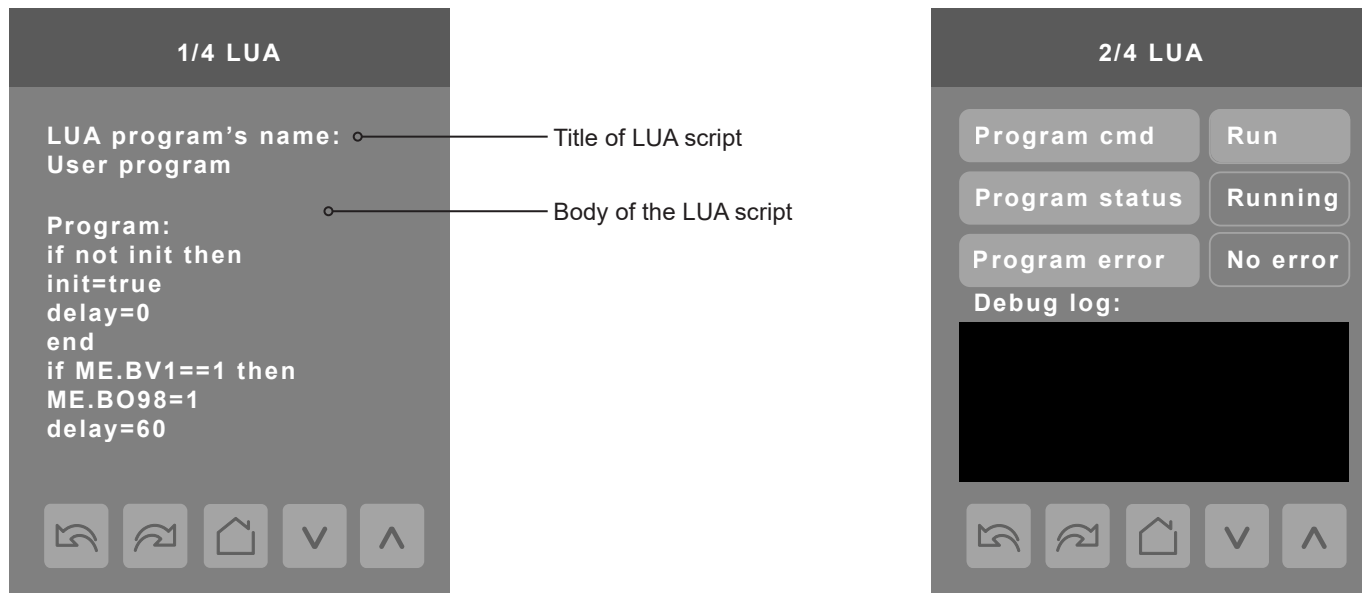 1/4 LUA
LUA program’s name:
User program
Program:
if not init then
init=true
delay=0
end
if ME.BV1==1 then
ME.BO98=1
delay=60
Title of LUA script
Body of the LUA script
2/4 LUA
Program cmd Run
Program status Running
Program error No error
Debug log: